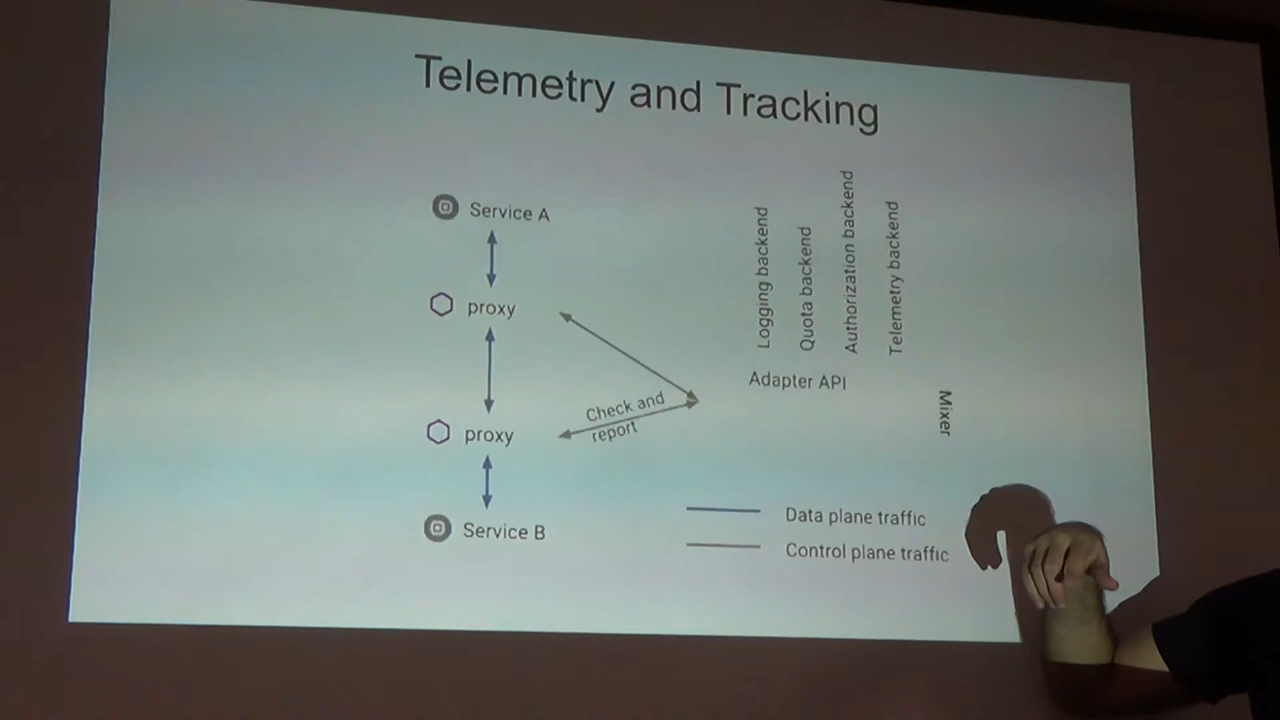 Telemetry and Tracking
Service A
proxy
proxy
Service B
Check and
report
Logging backend
Quota backend
Authorization backend
Telemetry backend
Adapter API
Mixer
Data plane traffic
Control plane traffic